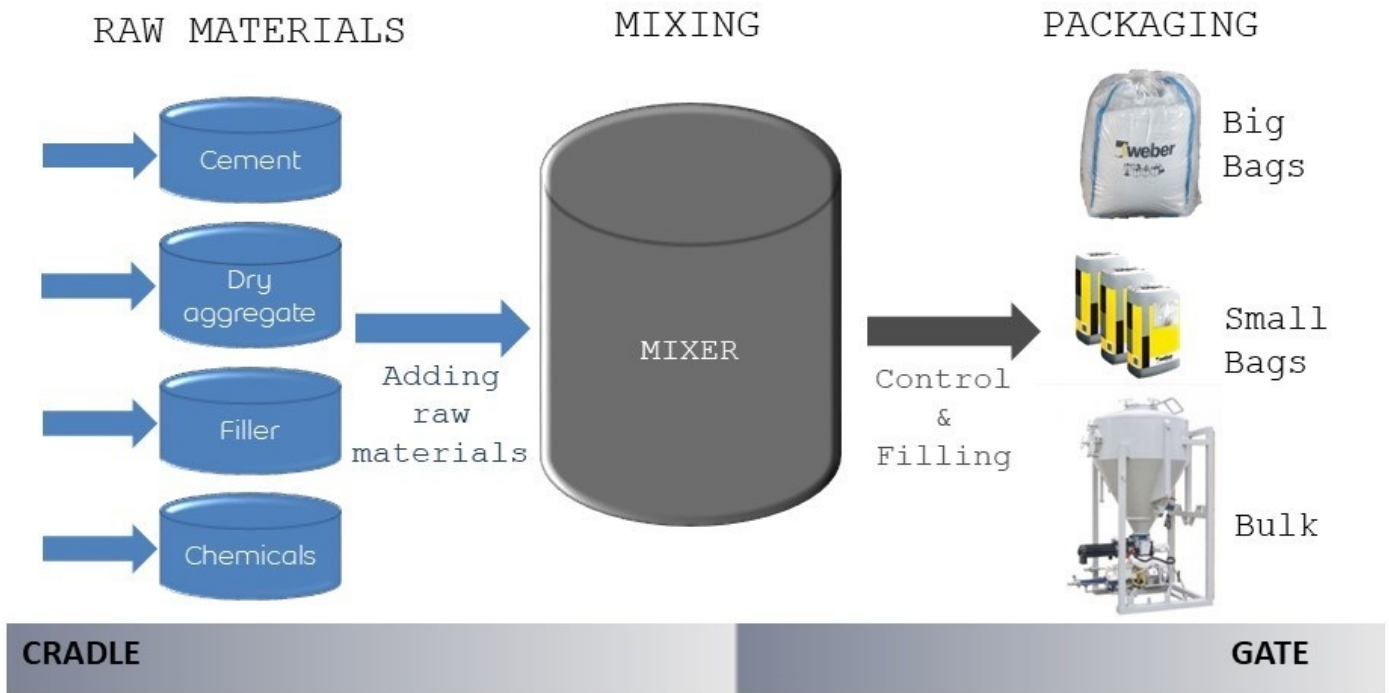 RAW MATERIALS
MIXING
PACKAGING
Cement
Dry
aggregate
Filler
Chemicals
Adding
raw
materials
MIXER
Control
&
Filling
weber
Big
Bags
Small
Bags
Bulk
CRADLE
GATE